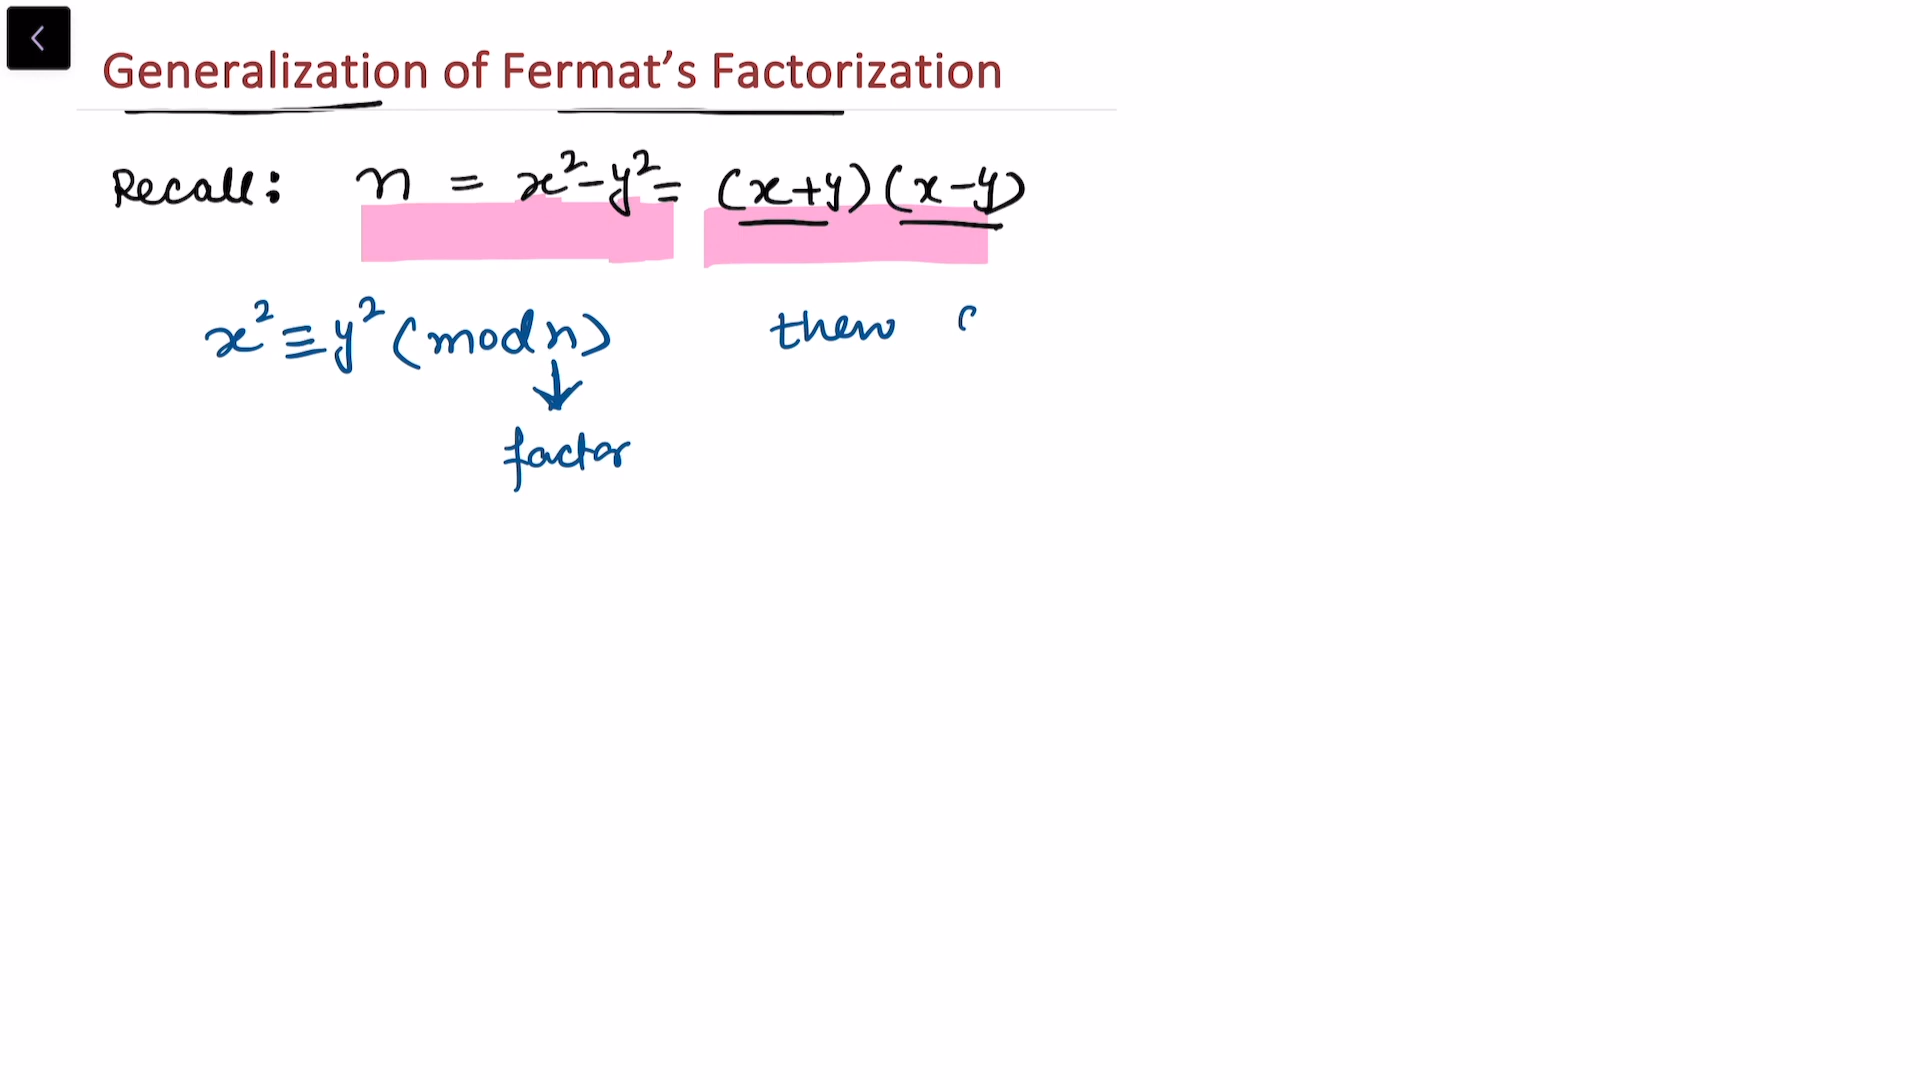 Generalization of Fermat’s Factorization
Recall: n = x²-y² = (x+y)(x-y)
x² ≡ y² (mod n) then (
↓
factor